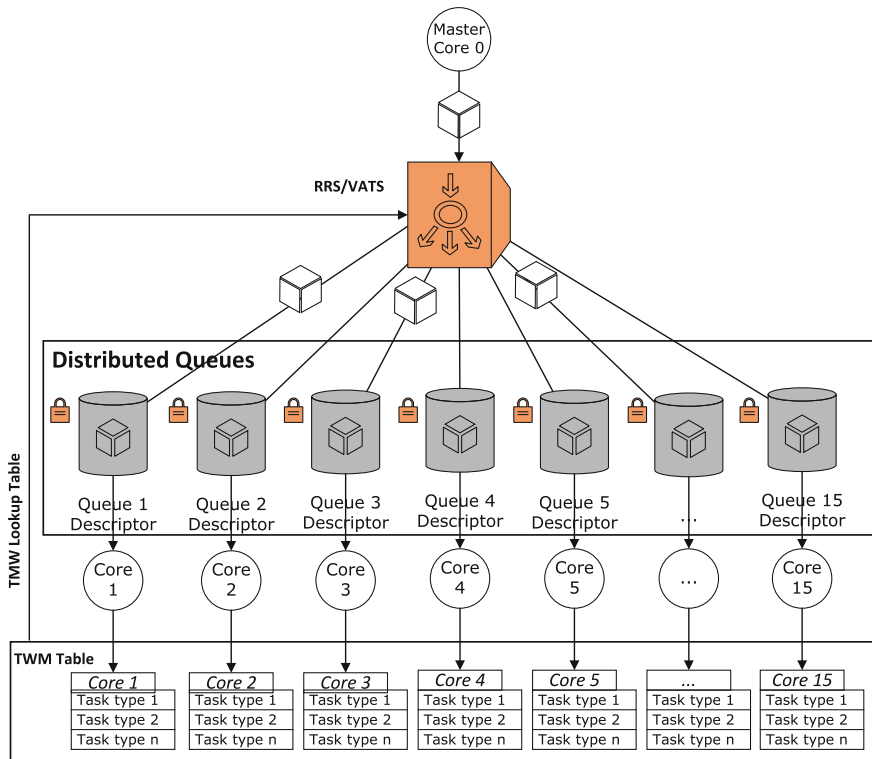 Master
Core 0
RRS/VATS
Distributed Queues
Queue 1
Descriptor
Queue 2
Descriptor
Queue 3
Descriptor
Queue 4
Descriptor
Queue 5
Descriptor
...
Queue 15
Descriptor
TMW Lookup Table
Core
1
Core
2
Core
3
Core
4
Core
5
...
Core
15
TWM Table
Core 1
Task type 1
Task type 2
Task type n
Core 2
Task type 1
Task type 2
Task type n
Core 3
Task type 1
Task type 2
Task type n
Core 4
Task type 1
Task type 2
Task type n
Core 5
Task type 1
Task type 2
Task type n
...
Task type 1
Task type 2
Task type n
Core 15
Task type 1
Task type 2
Task type n